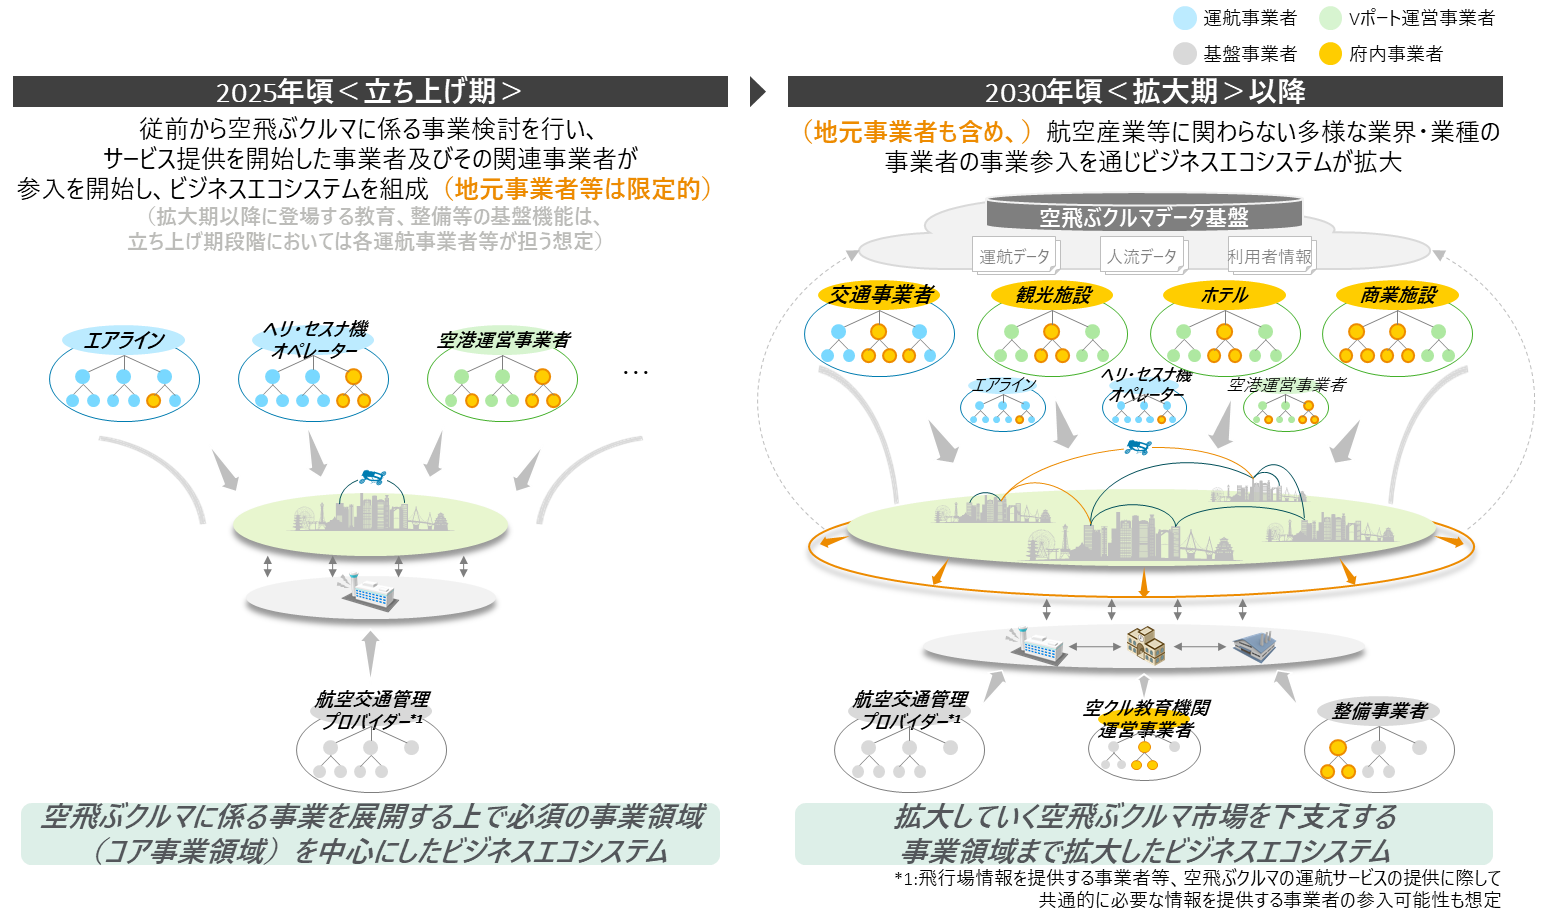 運航事業者
Vポート運営事業者
基盤事業者
府内事業者
2025年頃＜立ち上げ期＞
従前から空飛ぶクルマに係る事業検討を行い、
サービス提供を開始した事業者及びその関連事業者が
参入を開始し、ビジネスエコシステムを組成（地元事業者等は限定的）
（拡大期以降に登場する教育、整備等の基盤機能は、
立ち上げ期段階においては各運航事業者等が担う想定）
エアライン
ヘリ・セスナ機
オペレーター
空港運営事業者
…
航空交通管理
プロバイダー*1
空飛ぶクルマに係る事業を展開する上で必須の事業領域
（コア事業領域）を中心にしたビジネスエコシステム
2030年頃＜拡大期＞以降
（地元事業者も含め、）航空産業等に関わらない多様な業界・業種の
事業者の事業参入を通じビジネスエコシステムが拡大
空飛ぶクルマデータ基盤
運航データ
人流データ
利用者情報
交通事業者
観光施設
ホテル
商業施設
エアライン
ヘリ・セスナ機
オペレーター
空港運営事業者
航空交通管理
プロバイダー*1
空クル教育機関
運営事業者
整備事業者
拡大していく空飛ぶクルマ市場を下支えする
事業領域まで拡大したビジネスエコシステム
*1:飛行場情報を提供する事業者等、空飛ぶクルマの運航サービスの提供に際して
共通的に必要な情報を提供する事業者の参入可能性も想定